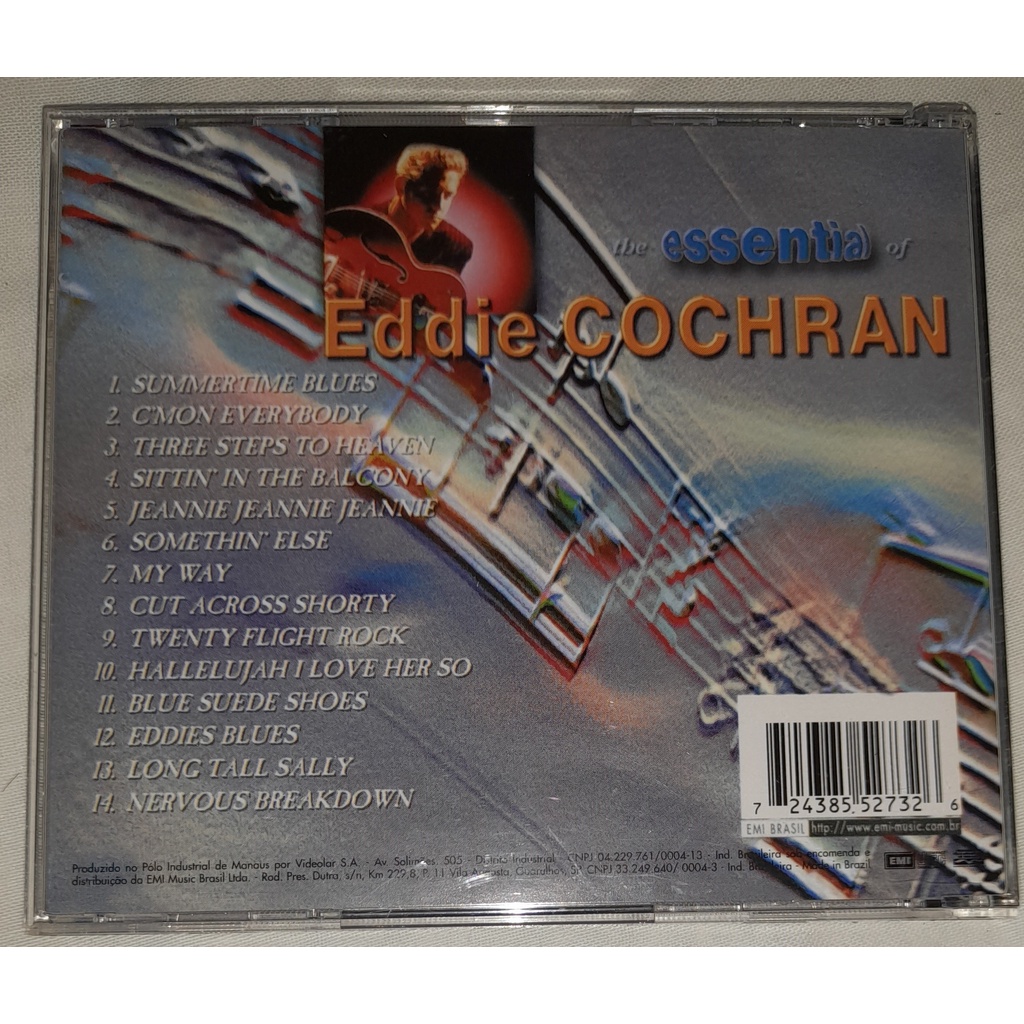 the essential of
Eddie COCHRAN
1. SUMMERTIME BLUES
2. C'MON EVERYBODY
3. THREE STEPS TO HEAVEN
4. SITTIN' IN THE BALCONY
5. JEANNIE JEANNIE JEANNIE
6. SOMETHIN' ELSE
7. MY WAY
8. CUT ACROSS SHORTY
9. TWENTY FLIGHT ROCK
10. HALLELUJAH I LOVE HER SO
11. BLUE SUEDE SHOES
12. EDDIES BLUES
13. LONG TALL SALLY
14. NERVOUS BREAKDOWN
7 24385 52732 6
EMI BRASIL http://www.emi-music.com.br
Produzido no Pólo Industrial de Manaus por Videolar S.A. - Av. Solimões, 505 - Distrito Industrial - CNPJ 04.229.761/0004-13 - Ind. Brasileira sob encomenda e
distribuição da EMI Music Brasil Ltda. - Rod. Pres. Dutra, s/n, Km 229,8, P. 11 Vila Augusta, Guarulhos, SP CNPJ 33.249.640/ 0004-3 - Ind. Brasileira - Made in Brazil
EMI